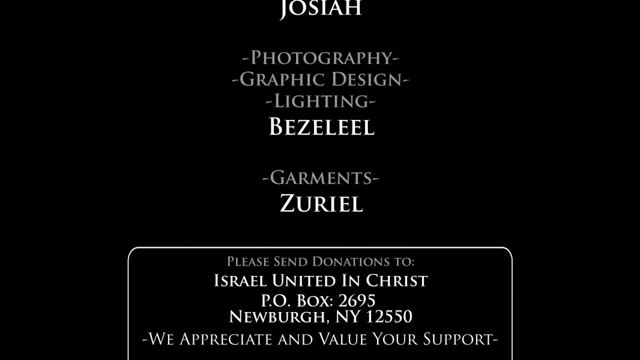 Josiah
-Photography-
-Graphic Design-
-Lighting-
Bezeleel
-Garments-
Zuriel
Please Send Donations to:
Israel United In Christ
P.O. Box: 2695
Newburgh, NY 12550
-We Appreciate and Value Your Support-